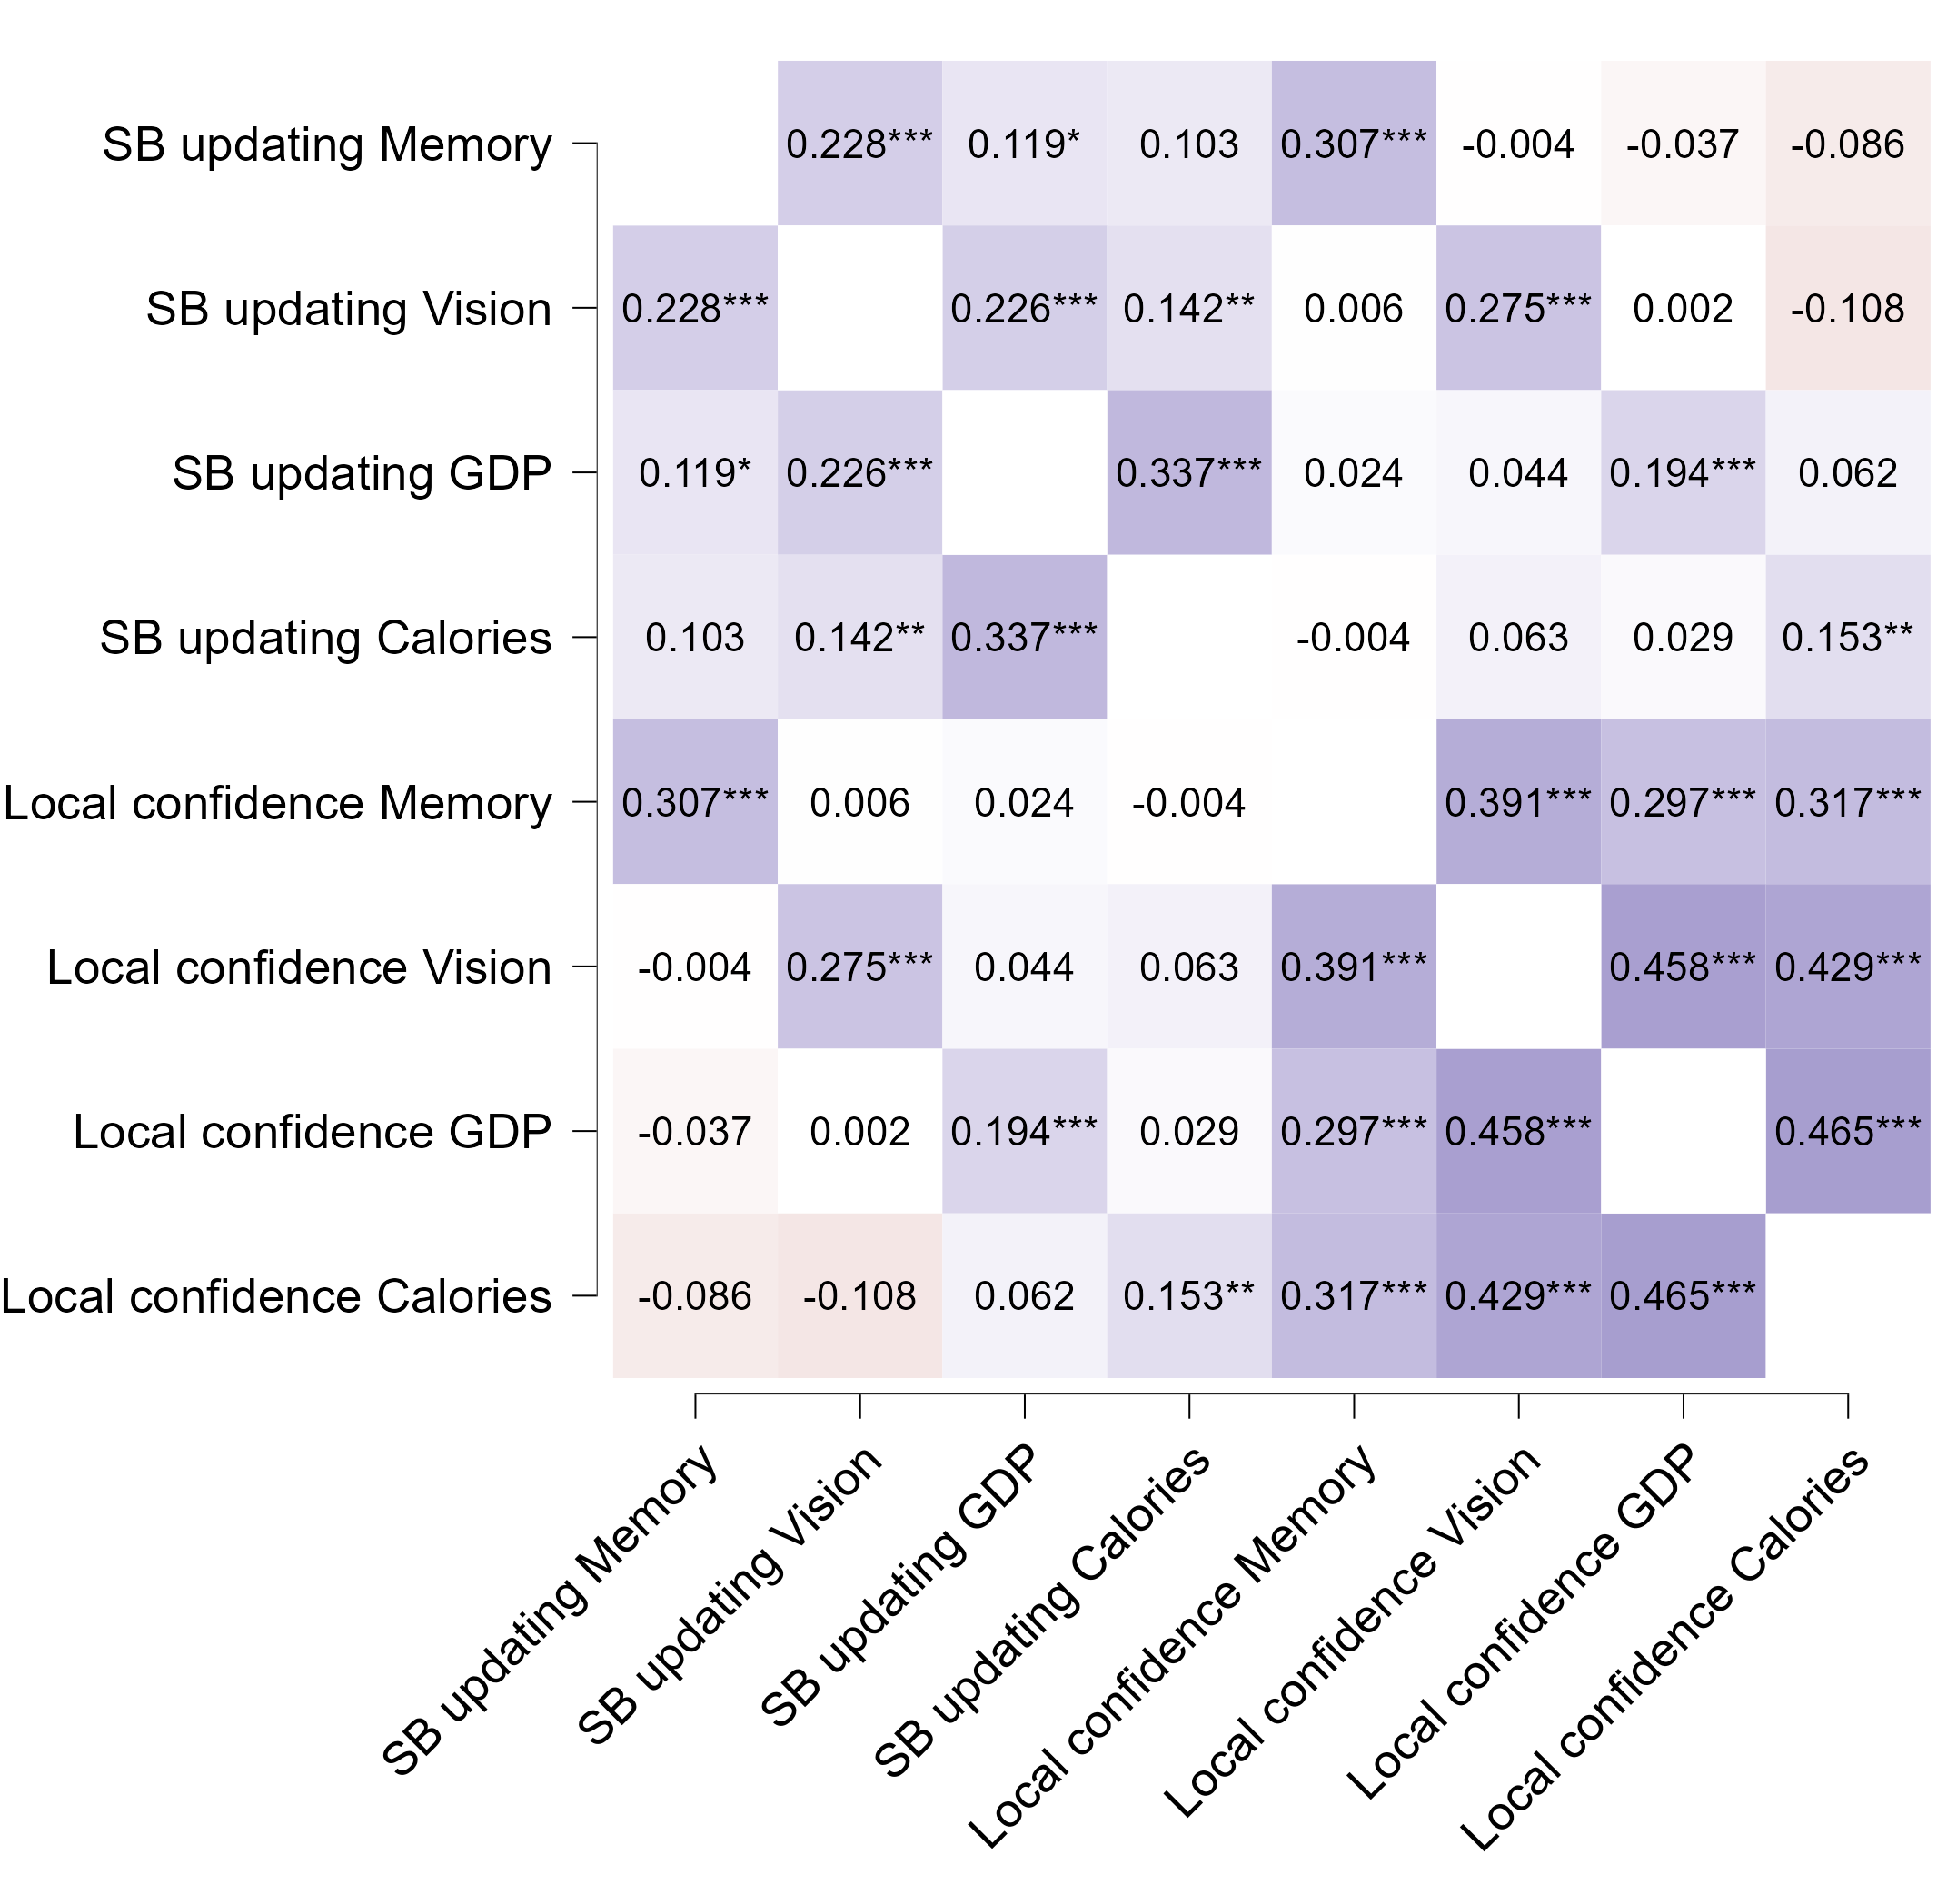 SB updating Memory 0.228*** 0.119* 0.103 0.307*** -0.004 -0.037 -0.086
SB updating Vision 0.228*** 0.226*** 0.142** 0.006 0.275*** 0.002 -0.108
SB updating GDP 0.119* 0.226*** 0.337*** 0.024 0.044 0.194*** 0.062
SB updating Calories 0.103 0.142** 0.337*** -0.004 0.063 0.029 0.153**
Local confidence Memory 0.307*** 0.006 0.024 -0.004 0.391*** 0.297*** 0.317***
Local confidence Vision -0.004 0.275*** 0.044 0.063 0.391*** 0.458*** 0.429***
Local confidence GDP -0.037 0.002 0.194*** 0.029 0.297*** 0.458*** 0.465***
Local confidence Calories -0.086 -0.108 0.062 0.153** 0.317*** 0.429*** 0.465***
SB updating Memory
SB updating Vision
SB updating GDP
SB updating Calories
Local confidence Memory
Local confidence Vision
Local confidence GDP
Local confidence Calories